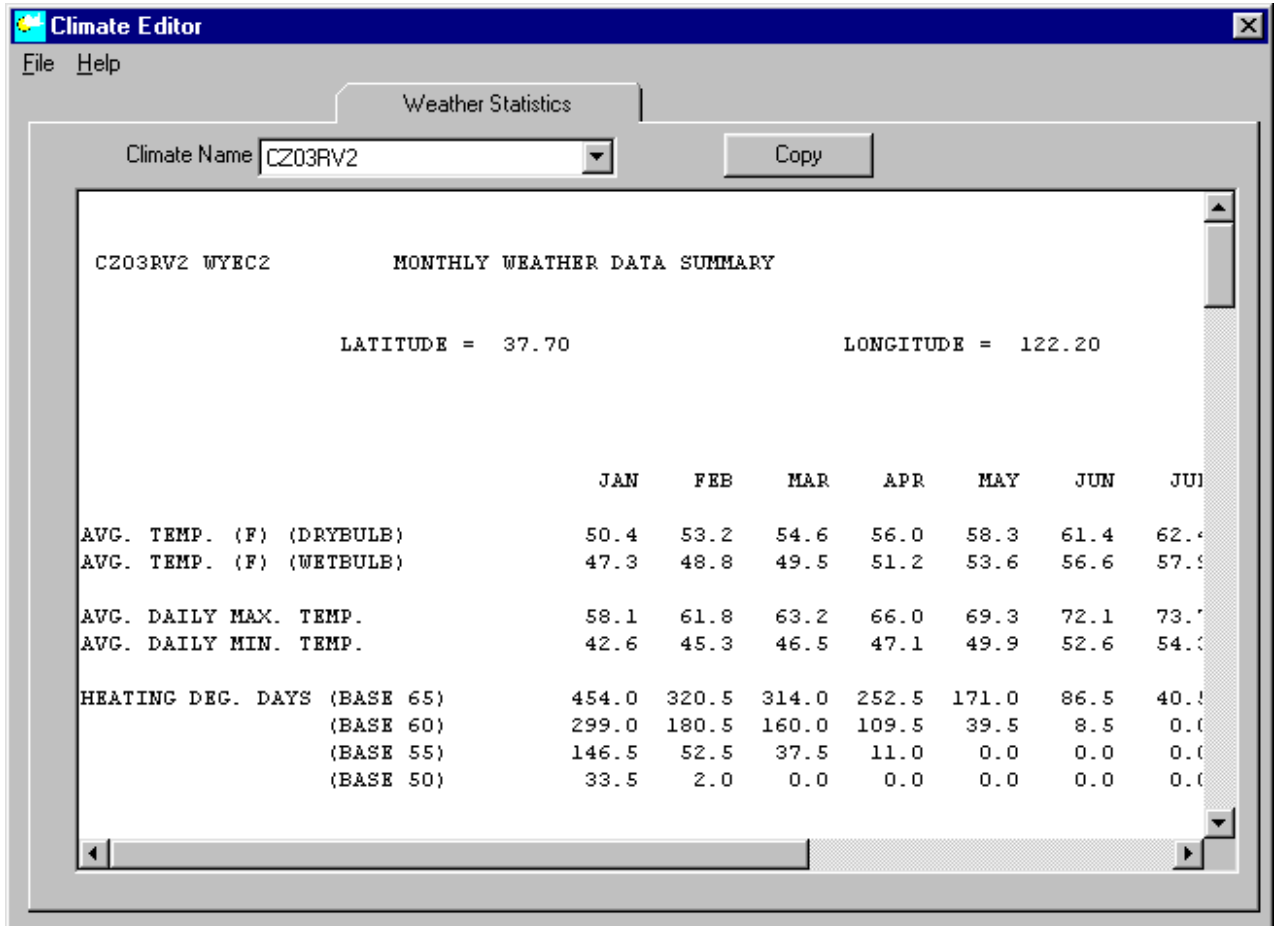 Climate Editor
File Help
Weather Statistics
Climate Name CZ03RV2 Copy
CZ03RV2 WYEC2 MONTHLY WEATHER DATA SUMMARY
LATITUDE = 37.70 LONGITUDE = 122.20
JAN FEB MAR APR MAY JUN
AVG. TEMP. (F) (DRYBULB) 50.4 53.2 54.6 56.0 58.3 61.4
AVG. TEMP. (F) (WETBULB) 47.3 48.8 49.5 51.2 53.6 56.6
AVG. DAILY MAX. TEMP. 58.1 61.8 63.2 66.0 69.3 72.1
AVG. DAILY MIN. TEMP. 42.6 45.3 46.5 47.1 49.9 52.6
HEATING DEG. DAYS (BASE 65) 454.0 320.5 314.0 252.5 171.0 86.5
(BASE 60) 299.0 180.5 160.0 109.5 39.5 8.5
(BASE 55) 146.5 52.5 37.5 11.0 0.0 0.0
(BASE 50) 33.5 2.0 0.0 0.0 0.0 0.0